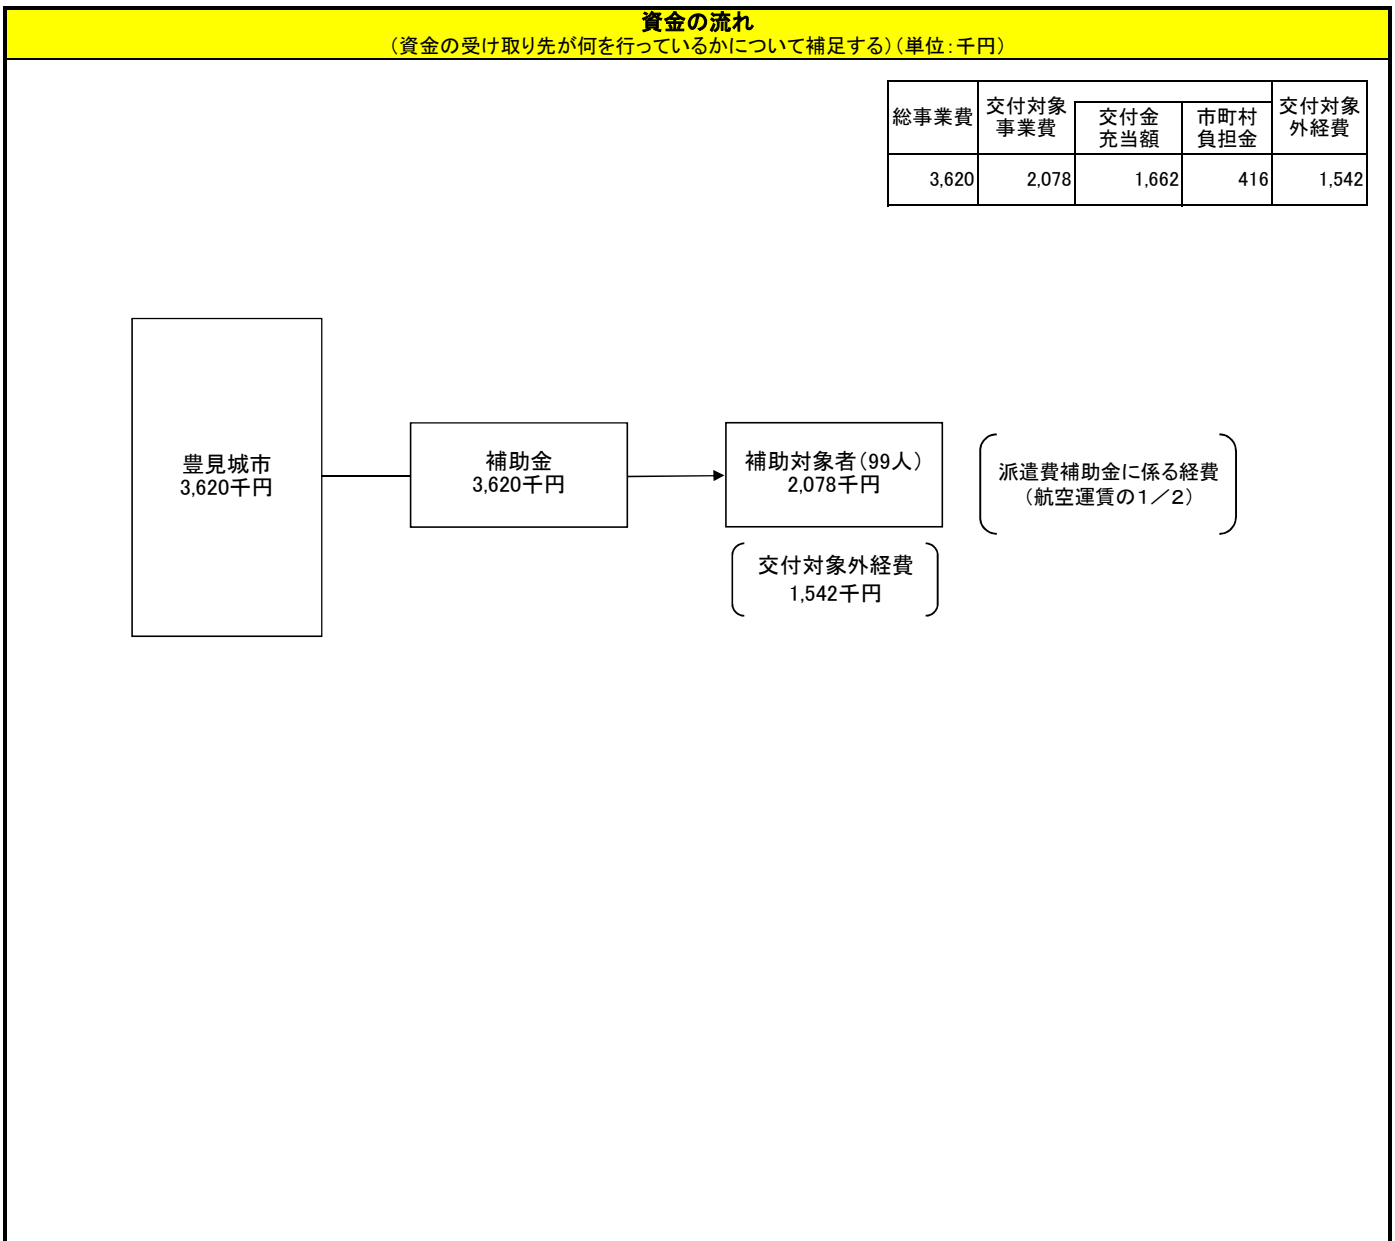 資金の流れ
（資金の受け取り先が何を行っているかについて補足する）（単位：千円）
総事業費
交付対象
事業費
交付金
充当額
市町村
負担金
交付対象
外経費
3,620
2,078
1,662
416
1,542
豊見城市
3,620千円
補助金
3,620千円
補助対象者（99人）
2,078千円
派遣費補助金に係る経費
（航空運賃の１／２）
交付対象外経費
1,542千円